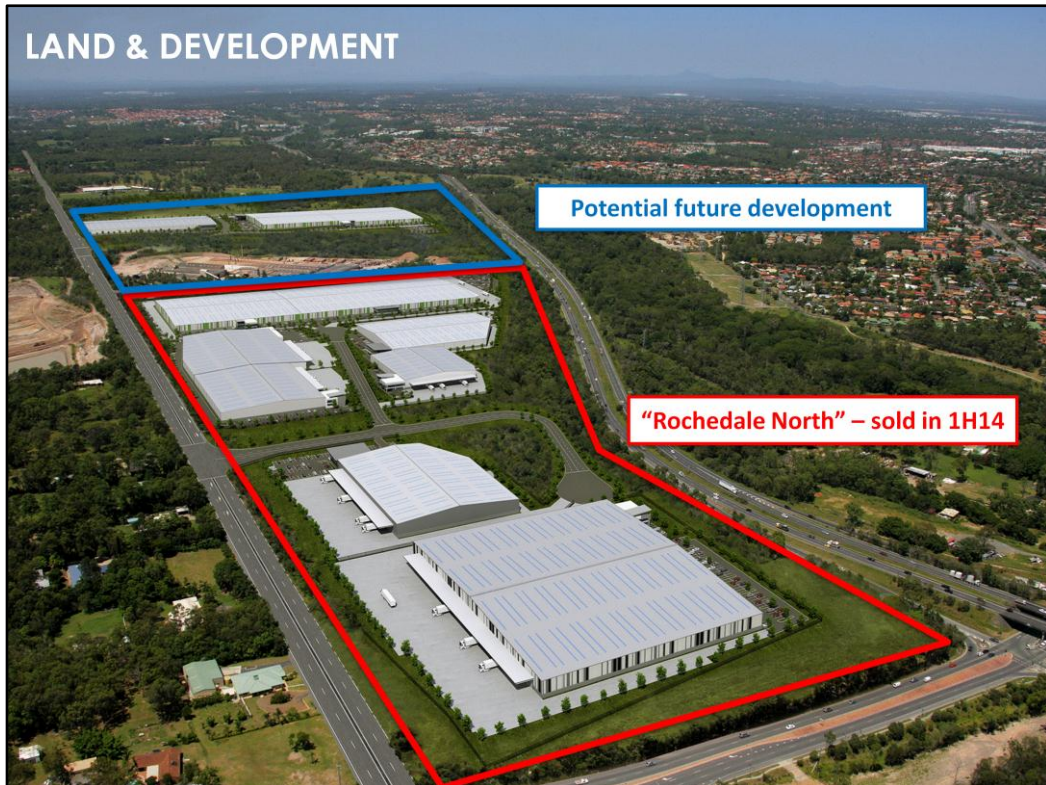 LAND & DEVELOPMENT
Potential future development
“Rochedale North” – sold in 1H14